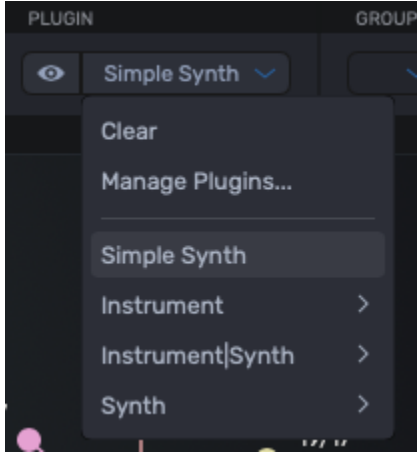 PLUGIN GROUP
Simple Synth
Clear
Manage Plugins...
Simple Synth
Instrument
Instrument|Synth
Synth